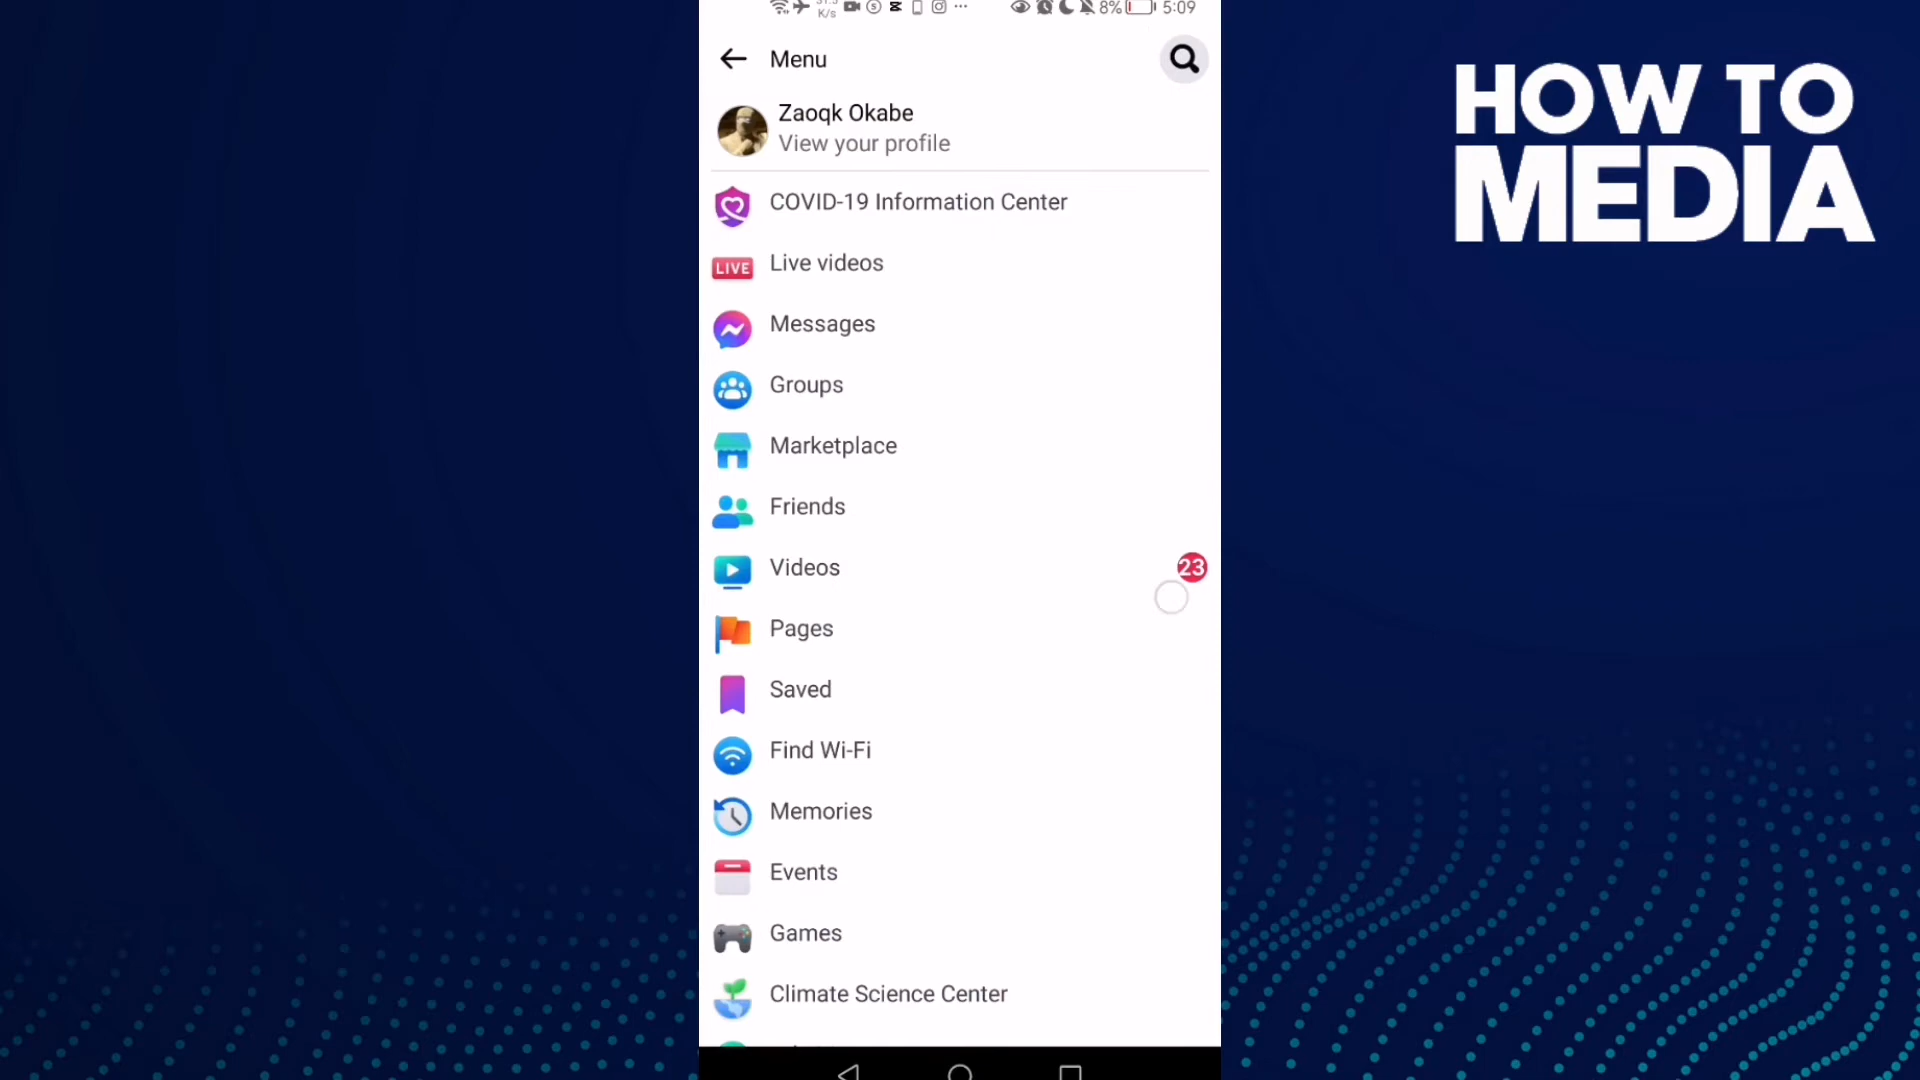 K/s 8% 5:09
Menu
HOW TO
MEDIA
Zaoqk Okabe
View your profile
COVID-19 Information Center
LIVE Live videos
Messages
Groups
Marketplace
Friends
Videos 23
Pages
Saved
Find Wi-Fi
Memories
Events
Games
Climate Science Center